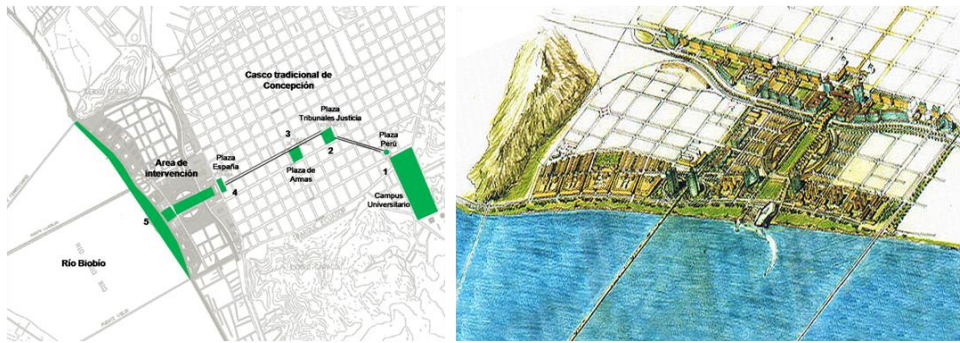 Casco tradicional de
Concepción
Plaza
Tribunales Justicia
3
2
Plaza
Perú
1
Area de
intervención
Plaza
España
4
Plaza de
Armas
Campus
Universitario
5
Río Biobío